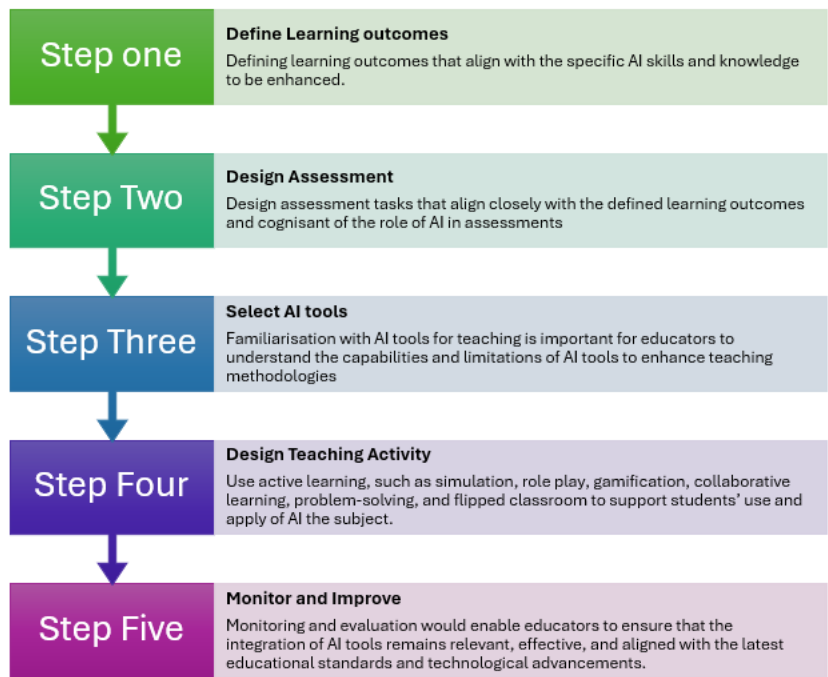 Step one
Define Learning outcomes
Defining learning outcomes that align with the specific AI skills and knowledge
to be enhanced.
Step Two
Design Assessment
Design assessment tasks that align closely with the defined learning outcomes
and cognisant of the role of AI in assessments
Step Three
Select AI tools
Familiarisation with AI tools for teaching is important for educators to
understand the capabilities and limitations of AI tools to enhance teaching
methodologies
Step Four
Design Teaching Activity
Use active learning, such as simulation, role play, gamification, collaborative
learning, problem-solving, and flipped classroom to support students’ use and
apply of AI the subject.
Step Five
Monitor and Improve
Monitoring and evaluation would enable educators to ensure that the
integration of AI tools remains relevant, effective, and aligned with the latest
educational standards and technological advancements.